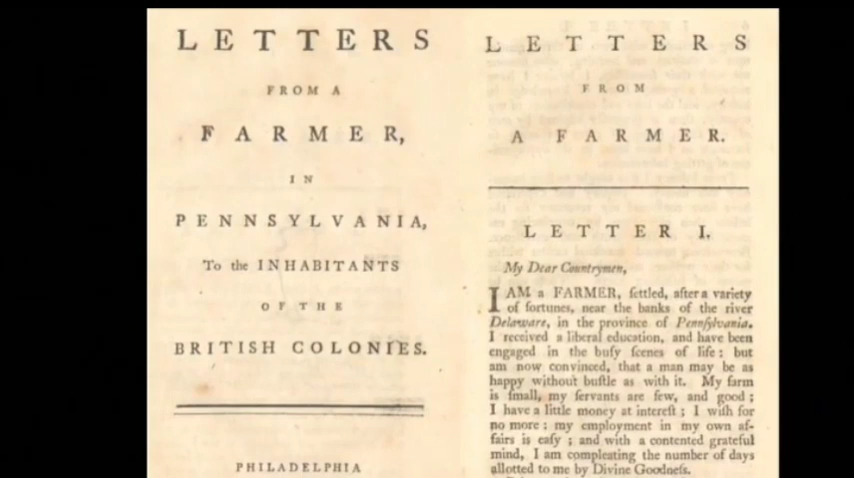 LETTERS
FROM A
FARMER,
IN
PENNSYLVANIA,
To the INHABITANTS
OF THE
BRITISH COLONIES.
PHILADELPHIA
LETTERS
FROM
A FARMER.
LETTER I.
My Dear Countrymen,
I AM a FARMER, ſettled, after a variety
of fortunes, near the banks of the river
Delaware, in the province of Pennſylvania.
I received a liberal education, and have been
engaged in the buſy ſcenes of life: but
am now convinced, that a man may be as
happy without buſtle as with it. My farm
is ſmall, my ſervants are few, and good;
I have a little money at intereſt; I wiſh for
no more: my employment in my own af-
fairs is eaſy; and with a contented grateful
mind, I am compleating the number of days
allotted to me by Divine Goodneſs.